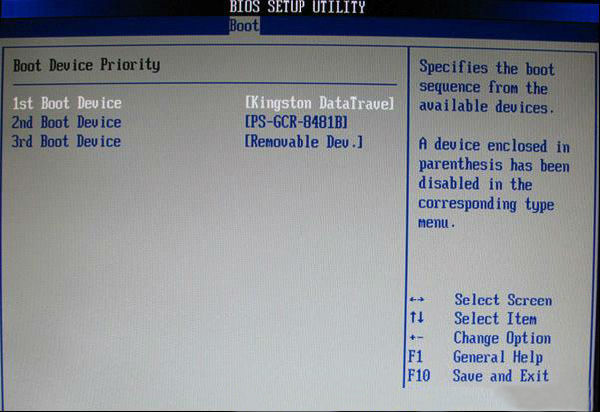 BIOS SETUP UTILITY
Boot
Boot Device Priority
1st Boot Device [Kingston DataTrave]
2nd Boot Device [PS-GCR-8481B]
3rd Boot Device [Removable Dev.]
Specifies the boot
sequence from the
available devices.
A device enclosed in
parenthesis has been
disabled in the
corresponding type
menu.
↔ Select Screen
↑↓ Select Item
+- Change Option
F1 General Help
F10 Save and Exit